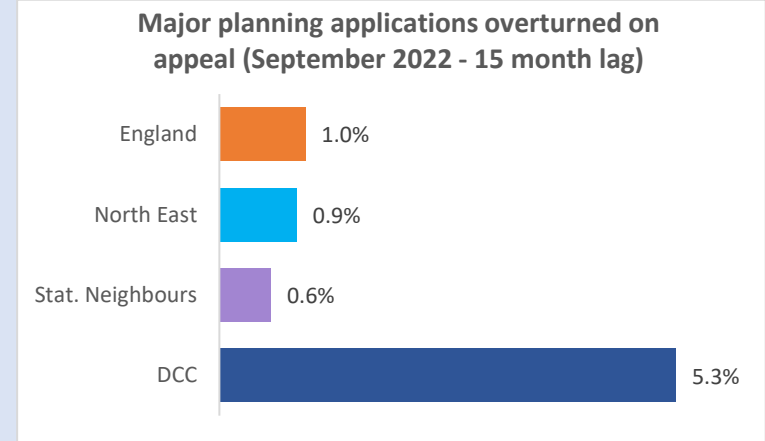 Major planning applications overturned on
appeal (September 2022 - 15 month lag)
England 1.0%
North East 0.9%
Stat. Neighbours 0.6%
DCC 5.3%